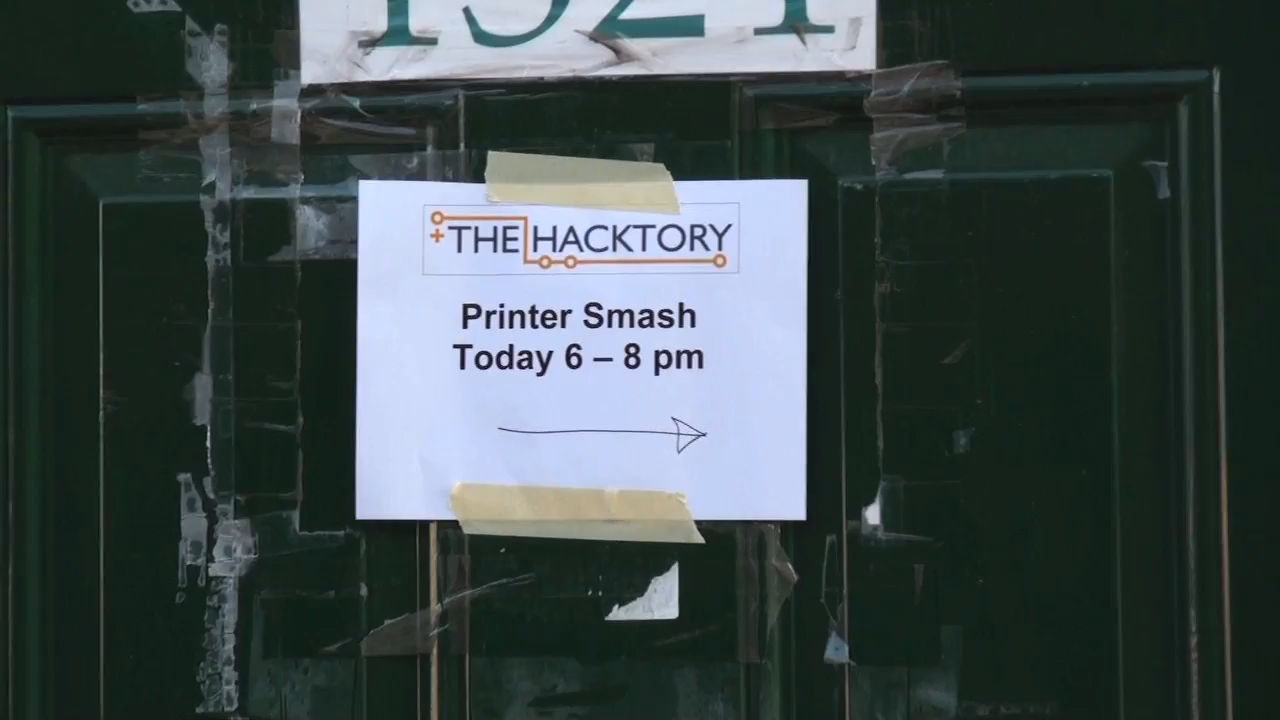 THE HACKTORY
Printer Smash
Today 6 – 8 pm